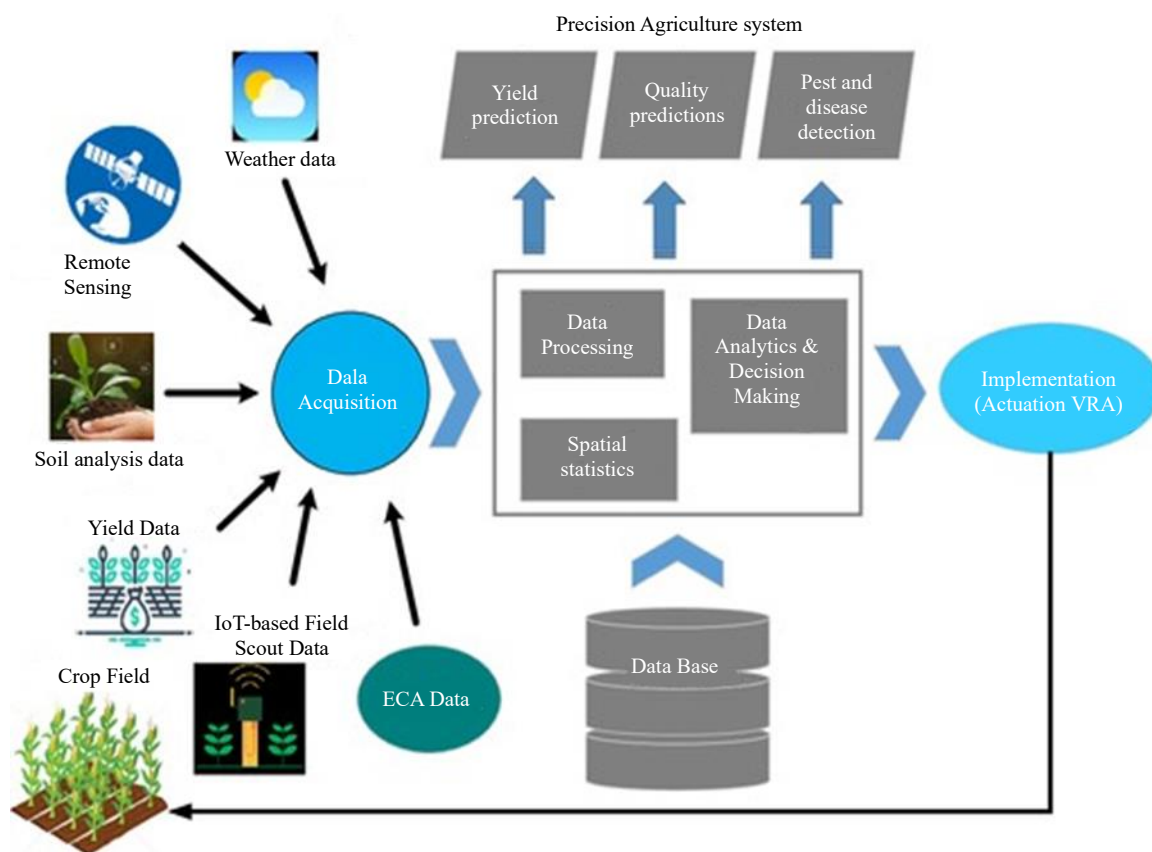 Precision Agriculture system
Yield
prediction
Quality
predictions
Pest and
disease
detection
Weather data
Remote
Sensing
Data
Processing
Data
Analytics &
Decision
Making
Dala
Acquisition
Implementation
(Actuation VRA)
Soil analysis data
Spatial
statistics
Yield Data
$
IoT-based Field
Scout Data
Data Base
Crop Field
ECA Data